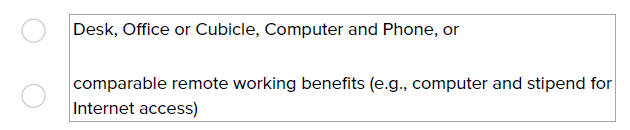 Desk, Office or Cubicle, Computer and Phone, or
comparable remote working benefits (e.g., computer and stipend for
Internet access)